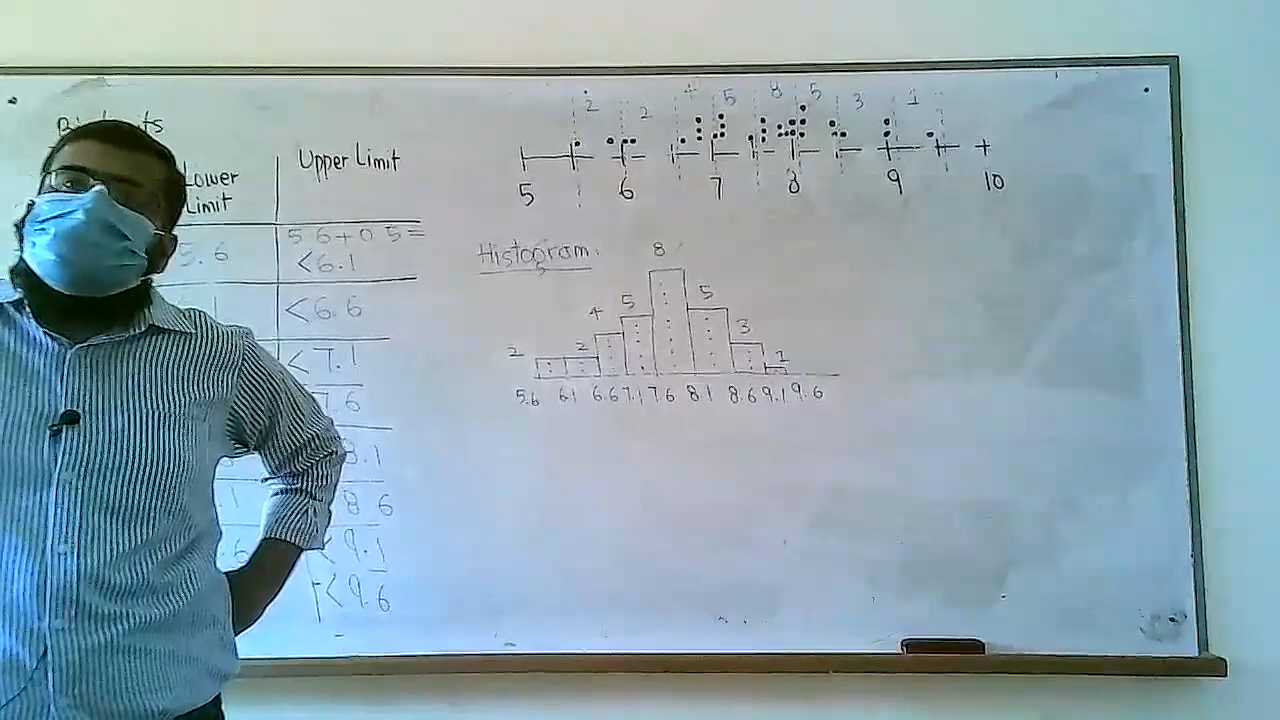 2 2 4 5 8 5 3 1
5 6 7 8 9 10
Lower Limit
Upper Limit
5.6
5.6+0.5=
<6.1
<6.6
<7.1
7.6
8.1
8.6
<9.1
<9.6
Histogram:
2 2 4 5 8 5 3 1
5.6 6.1 6.6 7.1 7.6 8.1 8.6 9.1 9.6